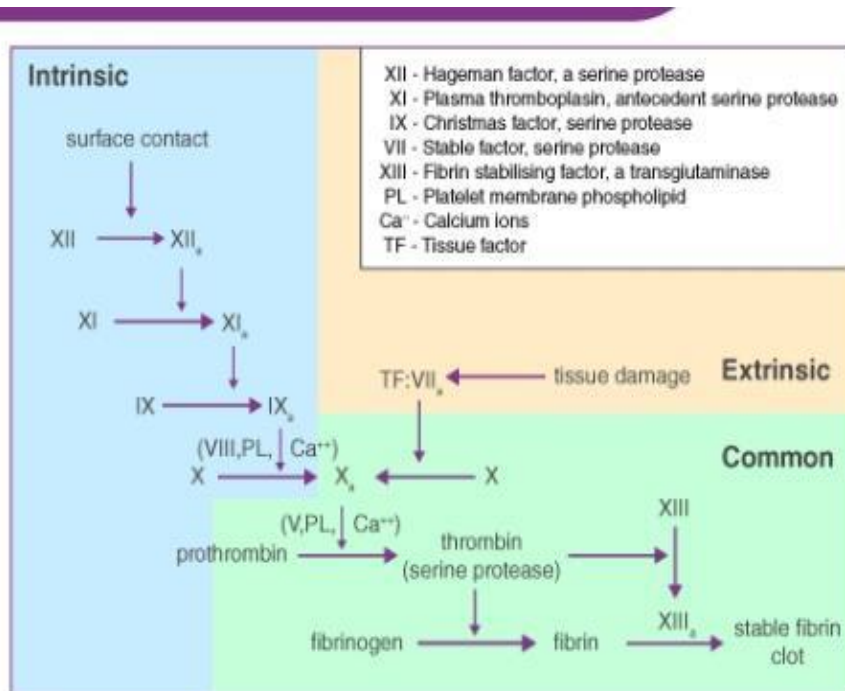 Intrinsic
XII - Hageman factor, a serine protease
XI - Plasma thromboplasin, antecedent serine protease
IX - Christmas factor, serine protease
VII - Stable factor, serine protease
XIII - Fibrin stabilising factor, a transglutaminase
PL - Platelet membrane phospholipid
Ca⁺⁺ - Calcium ions
TF - Tissue factor
surface contact
XII XIIₐ
XI XIₐ
TF:VIIₐ tissue damage Extrinsic
IX IXₐ
(VIII,PL, Ca⁺⁺) Common
X Xₐ X
XIII
(V,PL, Ca⁺⁺)
prothrombin thrombin
(serine protease)
XIIIₐ stable fibrin
fibrinogen fibrin clot